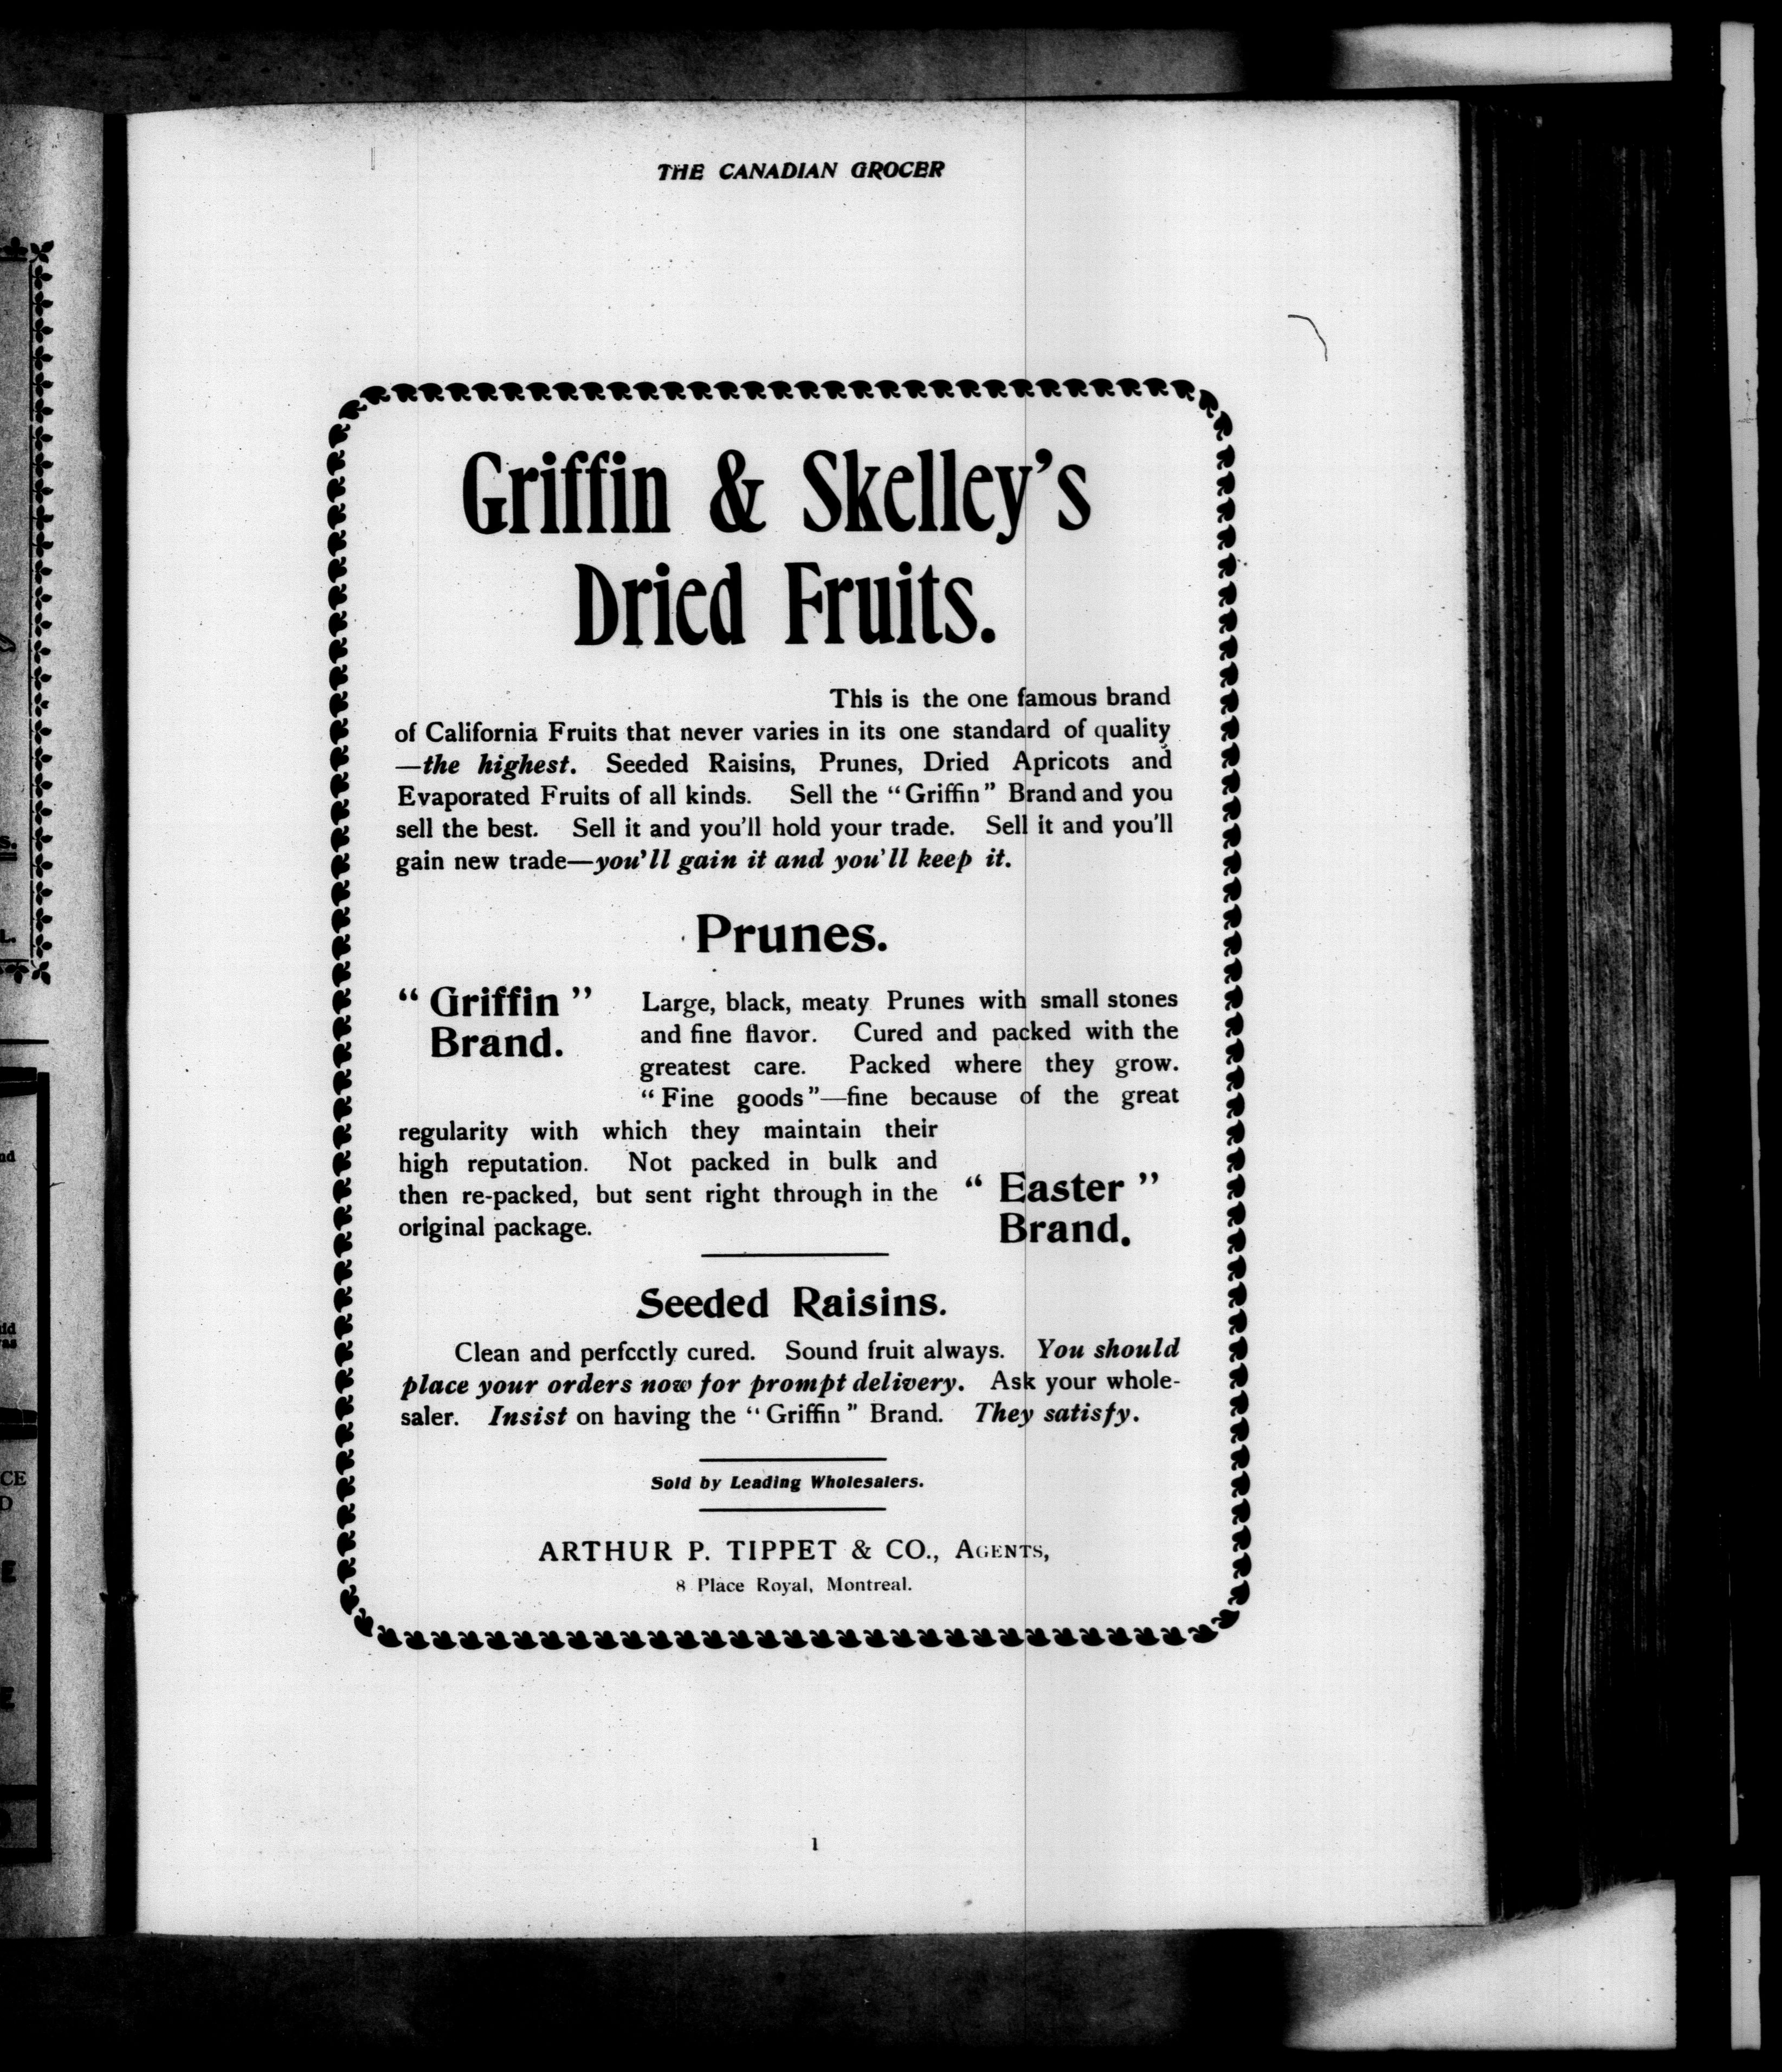 THE CANADIAN GROCER
Griffin & Skelley's
Dried Fruits.
This is the one famous brand
of California Fruits that never varies in its one standard of quality
—the highest. Seeded Raisins, Prunes, Dried Apricots and
Evaporated Fruits of all kinds. Sell the "Griffin" Brand and you
sell the best. Sell it and you'll hold your trade. Sell it and you'll
gain new trade—you'll gain it and you'll keep it.
Prunes.
"Griffin"
Brand.
Large, black, meaty Prunes with small stones
and fine flavor. Cured and packed with the
greatest care. Packed where they grow.
"Fine goods"—fine because of the great
regularity with which they maintain their
high reputation. Not packed in bulk and
then re-packed, but sent right through in the
original package.
"Easter"
Brand.
Seeded Raisins.
Clean and perfectly cured. Sound fruit always. You should
place your orders now for prompt delivery. Ask your whole-
saler. Insist on having the "Griffin" Brand. They satisfy.
Sold by Leading Wholesalers.
ARTHUR P. TIPPET & CO., AGENTS,
8 Place Royal, Montreal.
1